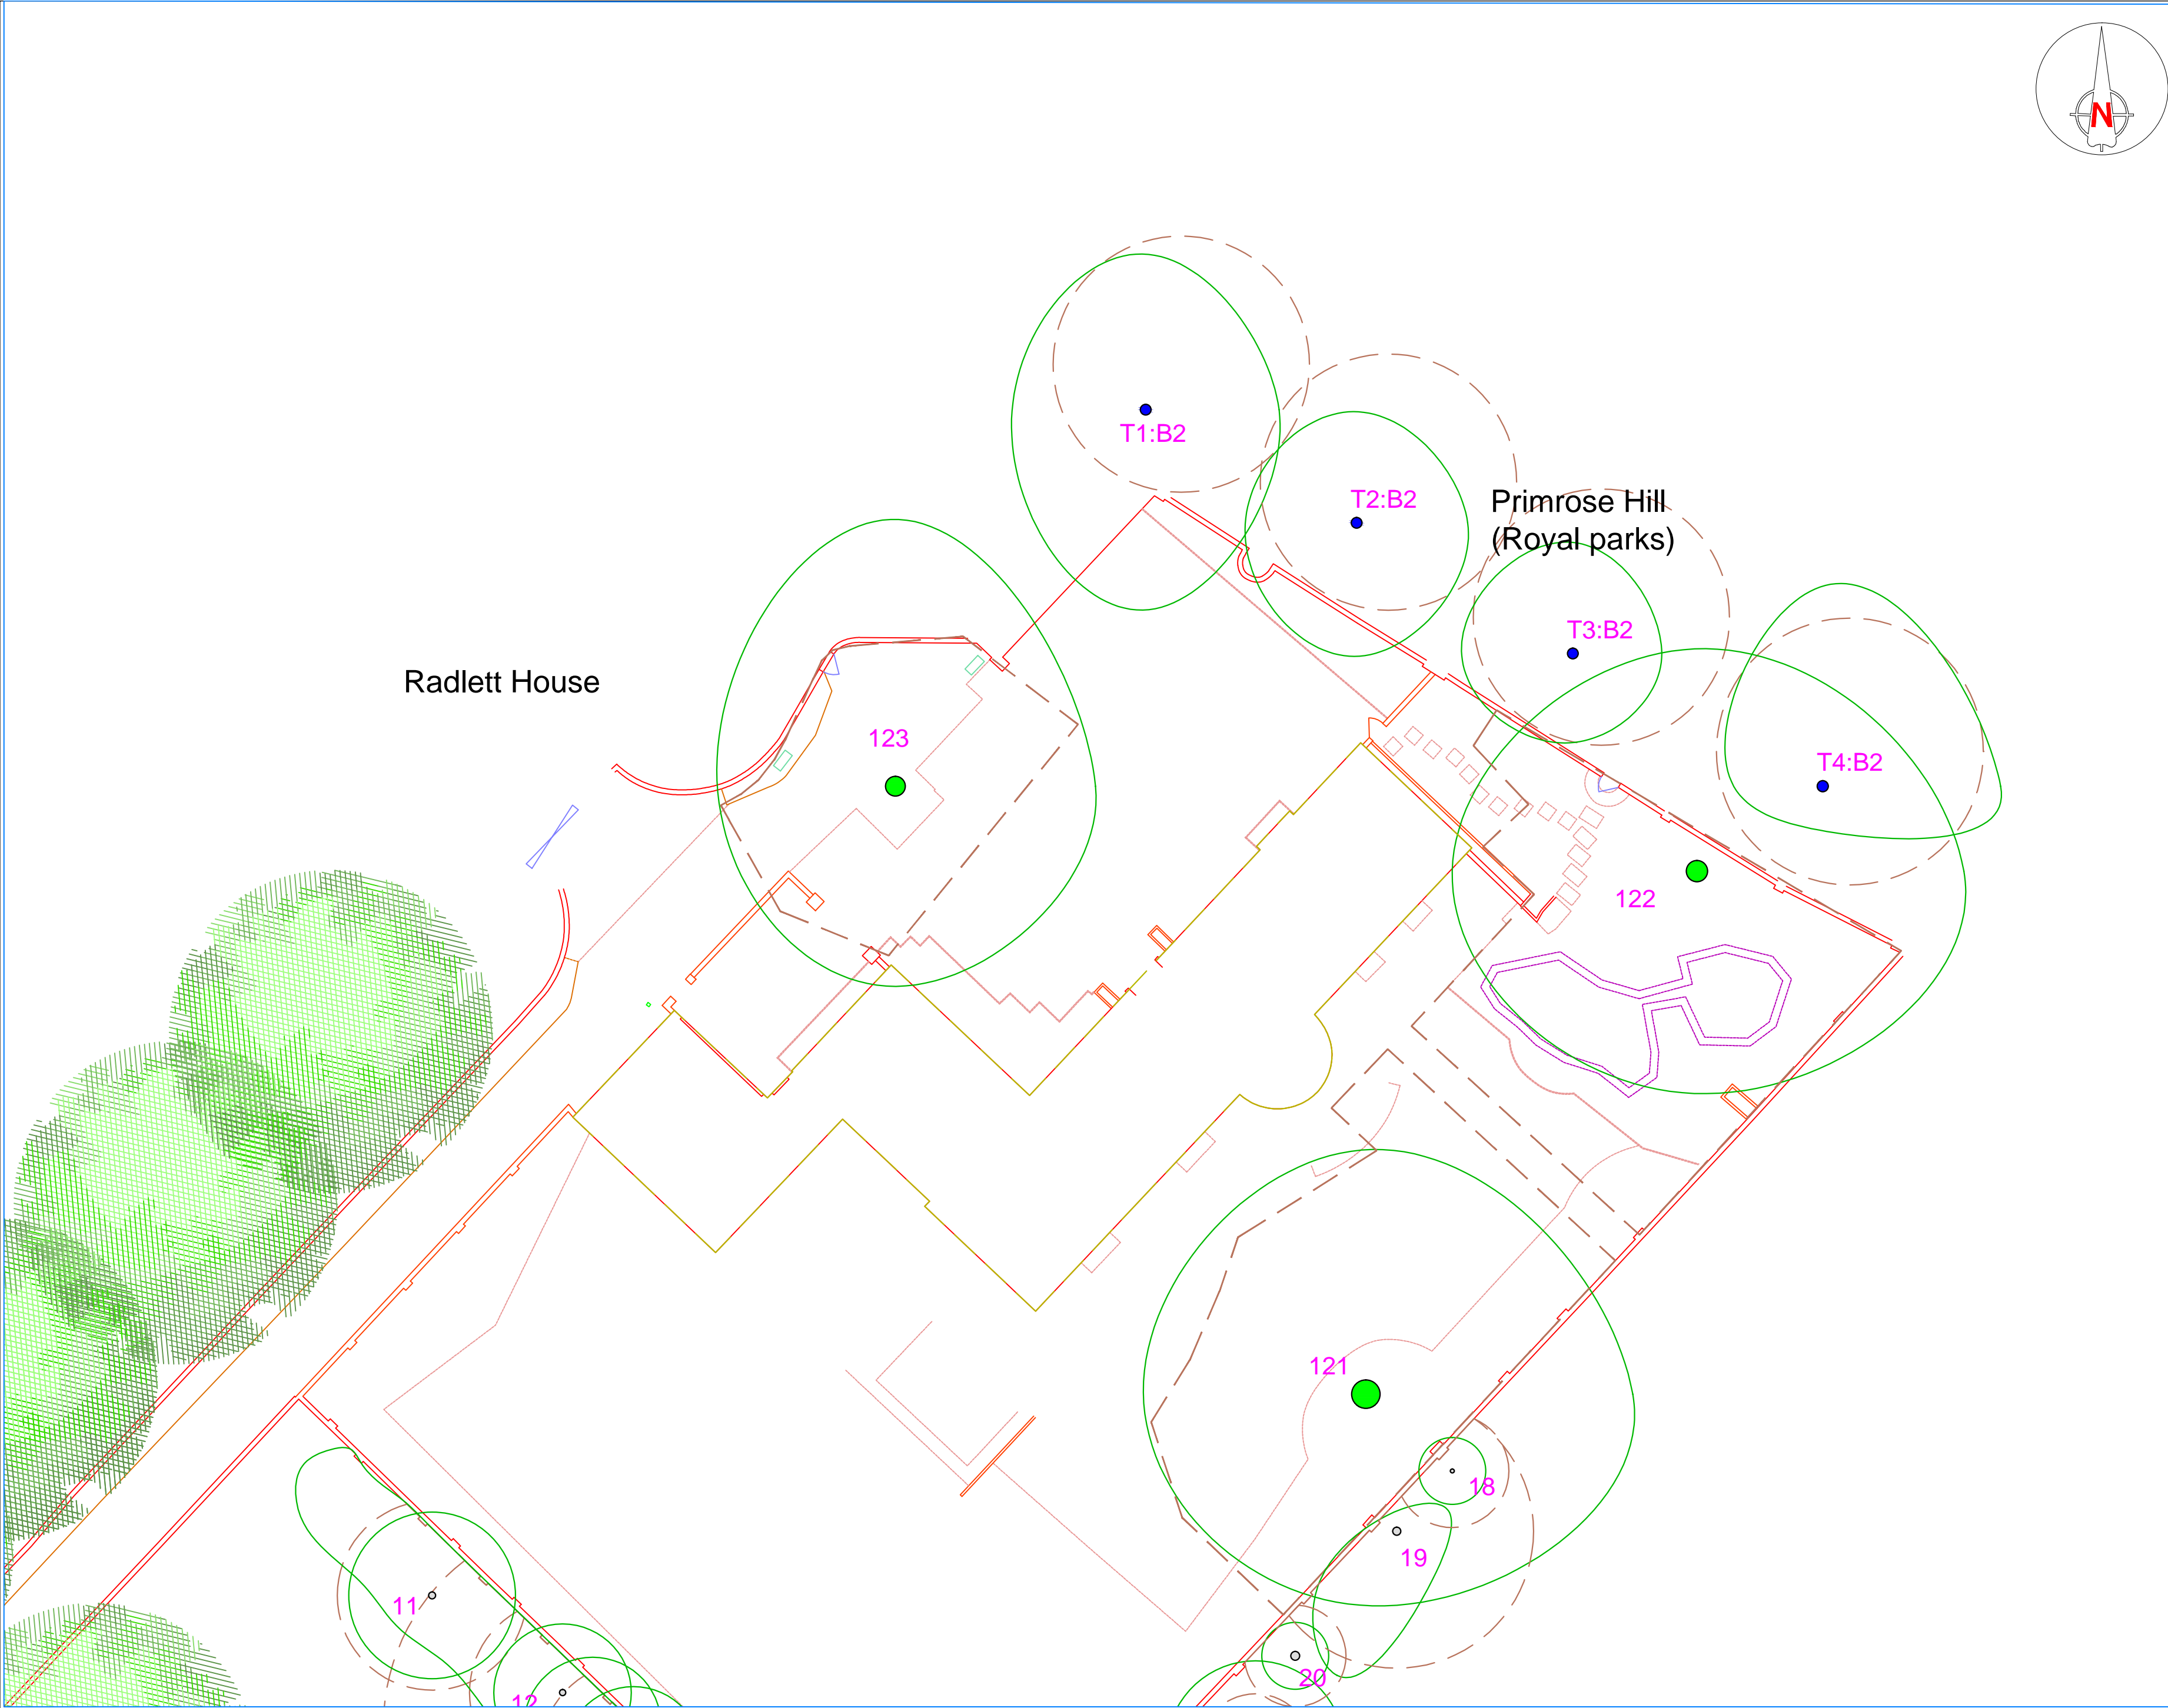 N
T1:B2
T2:B2
Primrose Hill
(Royal parks)
T3:B2
Radlett House
123
T4:B2
122
121
18
19
11
20
12